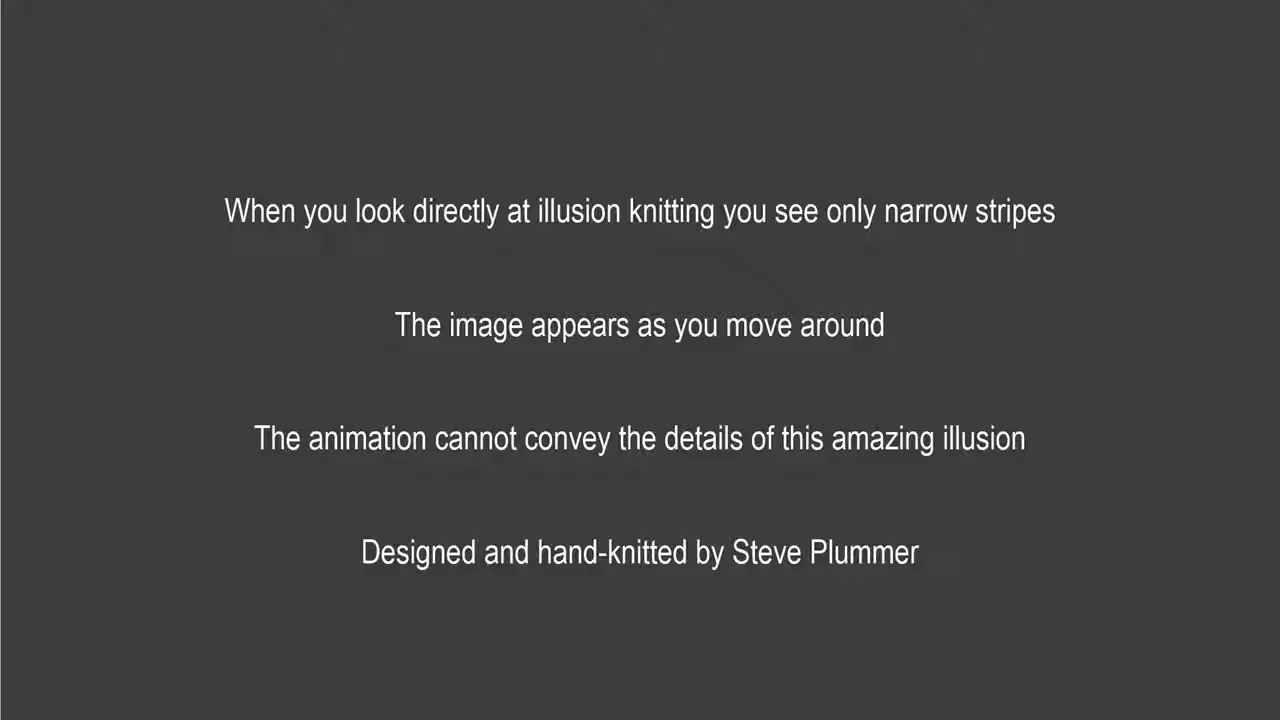 When you look directly at illusion knitting you see only narrow stripes
The image appears as you move around
The animation cannot convey the details of this amazing illusion
Designed and hand-knitted by Steve Plummer